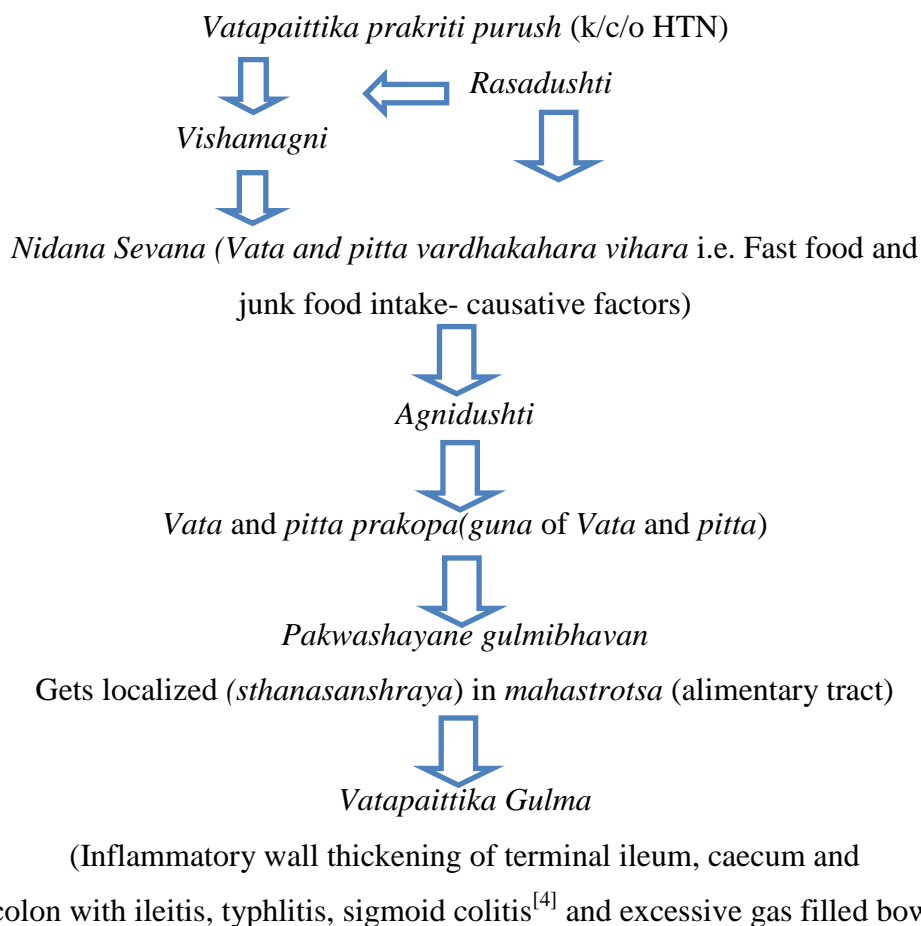 Vatapaittika prakriti purush (k/c/o HTN)
Rasadushti
Vishamagni
Nidana Sevana (Vata and pitta vardhakahara vihara i.e. Fast food and
junk food intake- causative factors)
Agnidushti
Vata and pitta prakopa(guna of Vata and pitta)
Pakwashayane gulmibhavan
Gets localized (sthanasanshraya) in mahastrotsa (alimentary tract)
Vatapaittika Gulma
(Inflammatory wall thickening of terminal ileum, caecum and
colon with ileitis, typhlitis, sigmoid colitis[4] and excessive gas filled